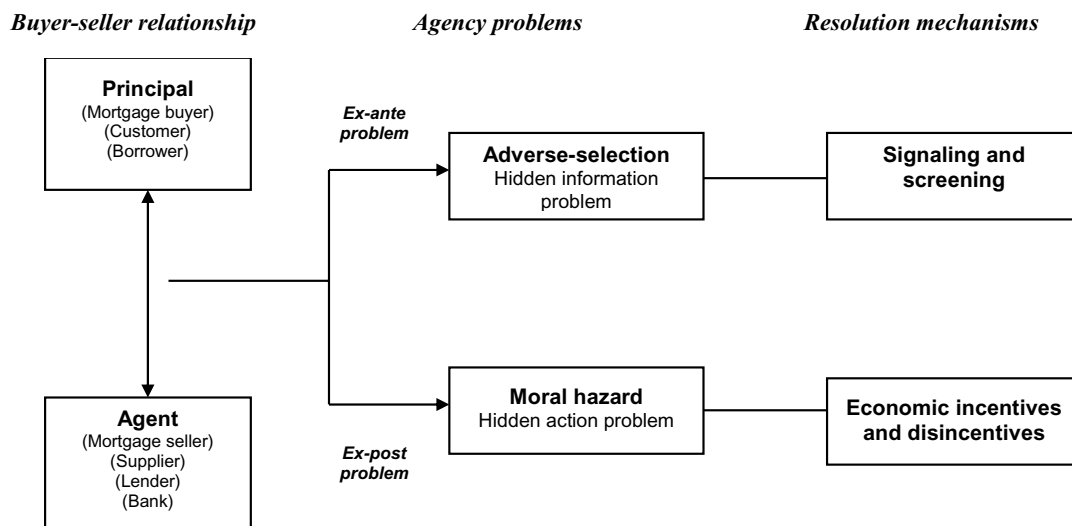 Buyer-seller relationship
Agency problems
Resolution mechanisms
Principal
(Mortgage buyer)
(Customer)
(Borrower)
Ex-ante
problem
Adverse-selection
Hidden information
problem
Signaling and
screening
Agent
(Mortgage seller)
(Supplier)
(Lender)
(Bank)
Ex-post
problem
Moral hazard
Hidden action problem
Economic incentives
and disincentives